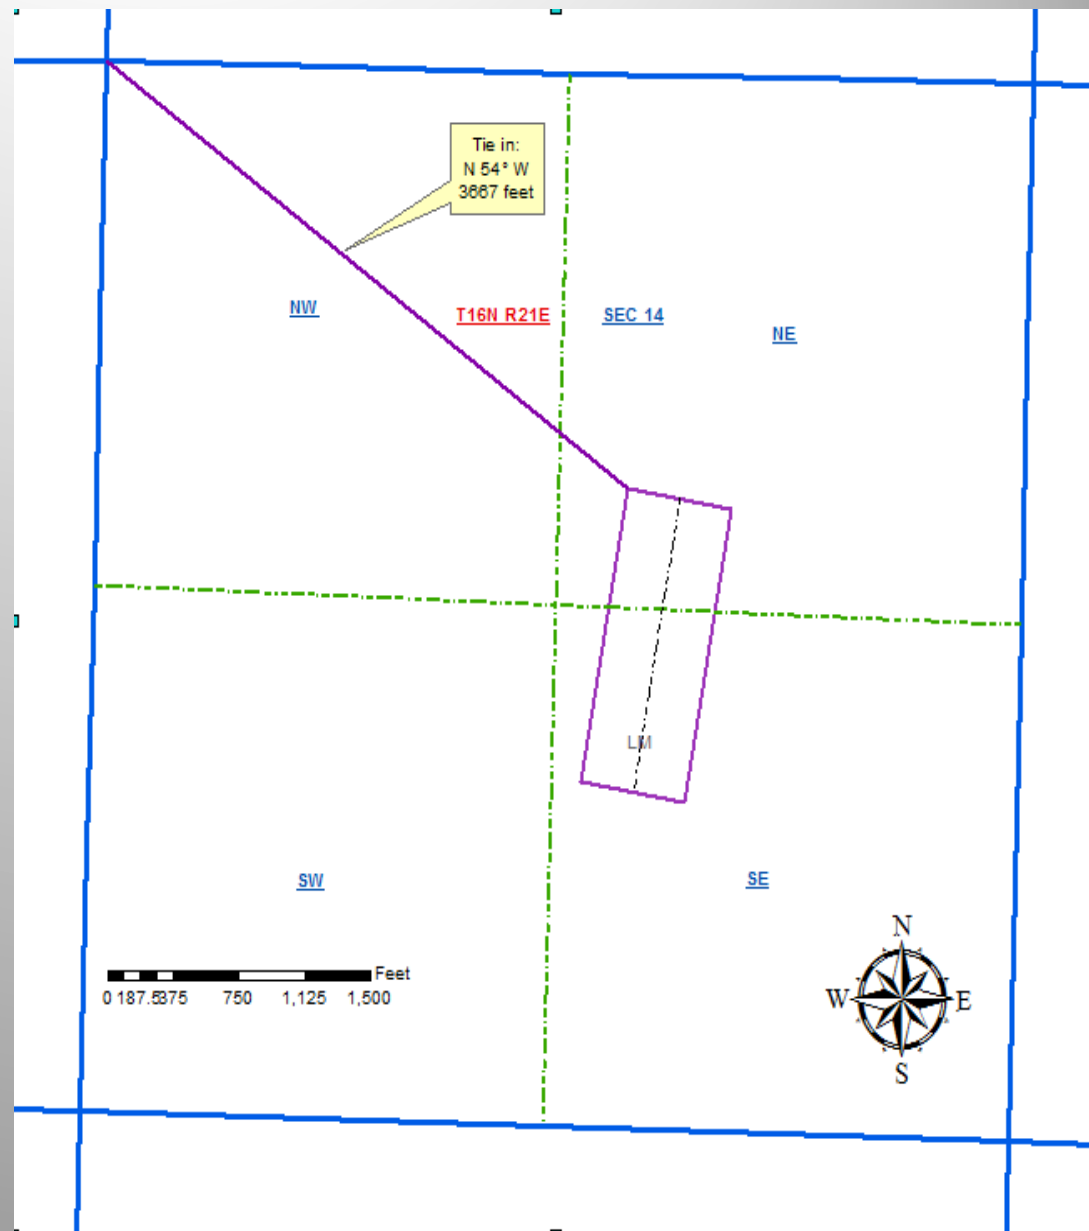 Tie in:
N 54° W
3667 feet
NW
T16N R21E
SEC 14
NE
LM
SW
SE
Feet
0 187.5375 750 1,125 1,500
N
W E
S